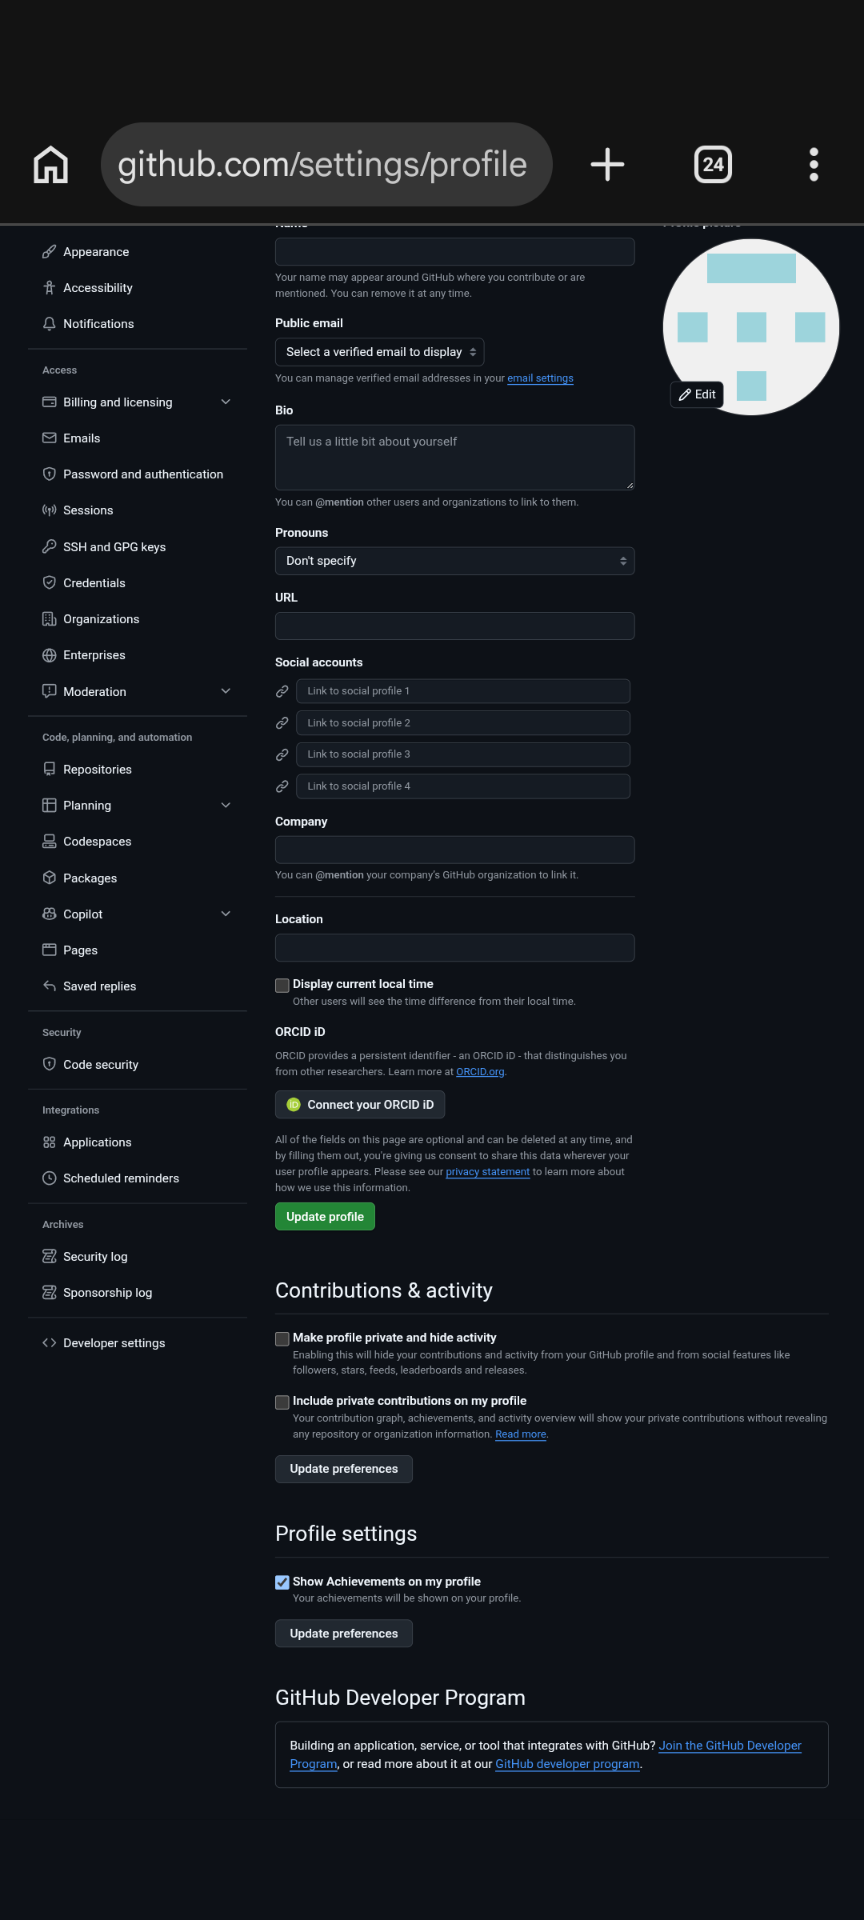 github.com/settings/profile
24
Name
Profile picture
Appearance
Accessibility
Notifications
Access
Billing and licensing
Emails
Password and authentication
Sessions
SSH and GPG keys
Credentials
Organizations
Enterprises
Moderation
Code, planning, and automation
Repositories
Planning
Codespaces
Packages
Copilot
Pages
Saved replies
Security
Code security
Integrations
Applications
Scheduled reminders
Archives
Security log
Sponsorship log
Developer settings
Your name may appear around GitHub where you contribute or are
mentioned. You can remove it at any time.
Public email
Select a verified email to display
You can manage verified email addresses in your email settings
Bio
Tell us a little bit about yourself
You can @mention other users and organizations to link to them.
Pronouns
Don't specify
URL
Social accounts
Link to social profile 1
Link to social profile 2
Link to social profile 3
Link to social profile 4
Company
You can @mention your company's GitHub organization to link it.
Location
Display current local time
Other users will see the time difference from their local time.
ORCID iD
ORCID provides a persistent identifier - an ORCID iD - that distinguishes you
from other researchers. Learn more at ORCID.org.
iD Connect your ORCID iD
All of the fields on this page are optional and can be deleted at any time, and
by filling them out, you're giving us consent to share this data wherever your
user profile appears. Please see our privacy statement to learn more about
how we use this information.
Update profile
Edit
Contributions & activity
Make profile private and hide activity
Enabling this will hide your contributions and activity from your GitHub profile and from social features like
followers, stars, feeds, leaderboards and releases.
Include private contributions on my profile
Your contribution graph, achievements, and activity overview will show your private contributions without revealing
any repository or organization information. Read more.
Update preferences
Profile settings
Show Achievements on my profile
Your achievements will be shown on your profile.
Update preferences
GitHub Developer Program
Building an application, service, or tool that integrates with GitHub? Join the GitHub Developer
Program, or read more about it at our GitHub developer program.